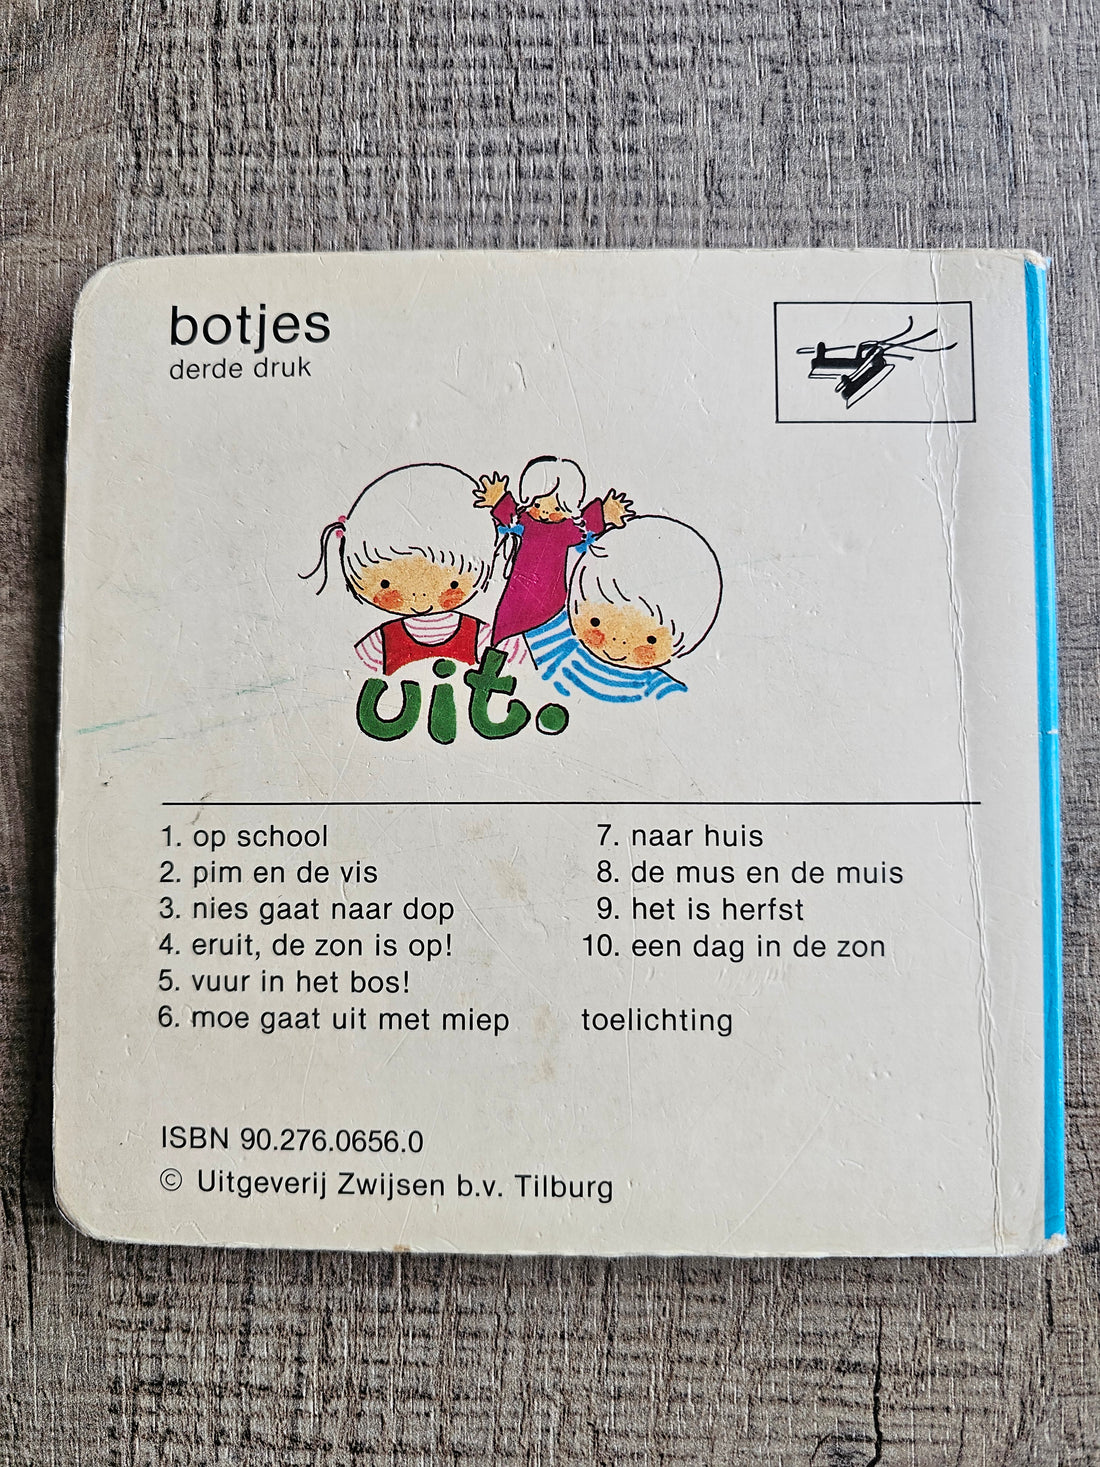 botjes
derde druk
uit.
1. op school
2. pim en de vis
3. nies gaat naar dop
4. eruit, de zon is op!
5. vuur in het bos!
6. moe gaat uit met miep
7. naar huis
8. de mus en de muis
9. het is herfst
10. een dag in de zon
toelichting
ISBN 90.276.0656.0
© Uitgeverij Zwijsen b.v. Tilburg